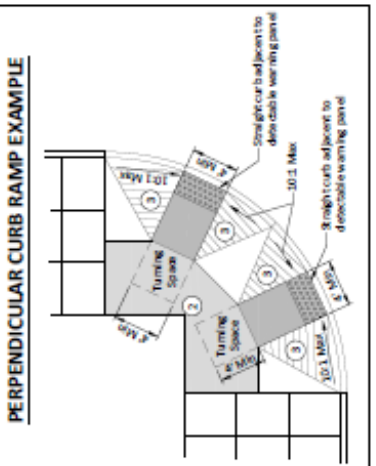 PERPENDICULAR CURB RAMP EXAMPLE
Straight curb adjacent to
detectable warning panel
4' Min
10:1 Max
3
Turning
Space
4' Min
3
10:1 Max
2
3
Straight curb adjacent to
detectable warning panel
4' Min
Turning
Space
4' Min
3
10:1 Max